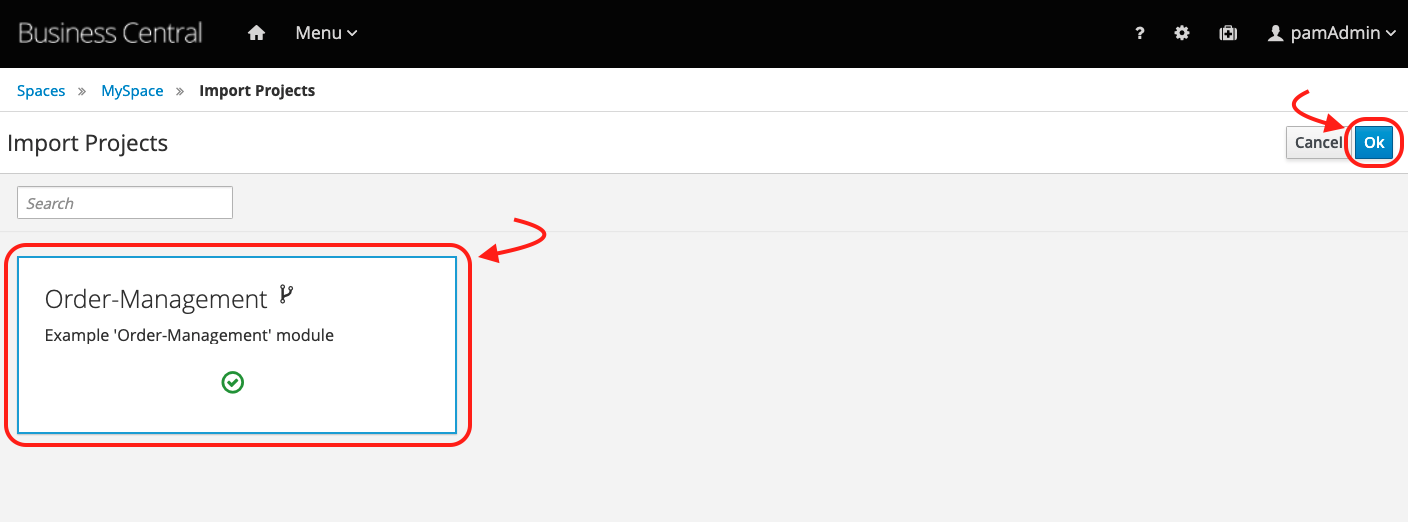 Business Central Menu ? pamAdmin
Spaces » MySpace » Import Projects
Import Projects Cancel Ok
Search
Order-Management
Example 'Order-Management' module